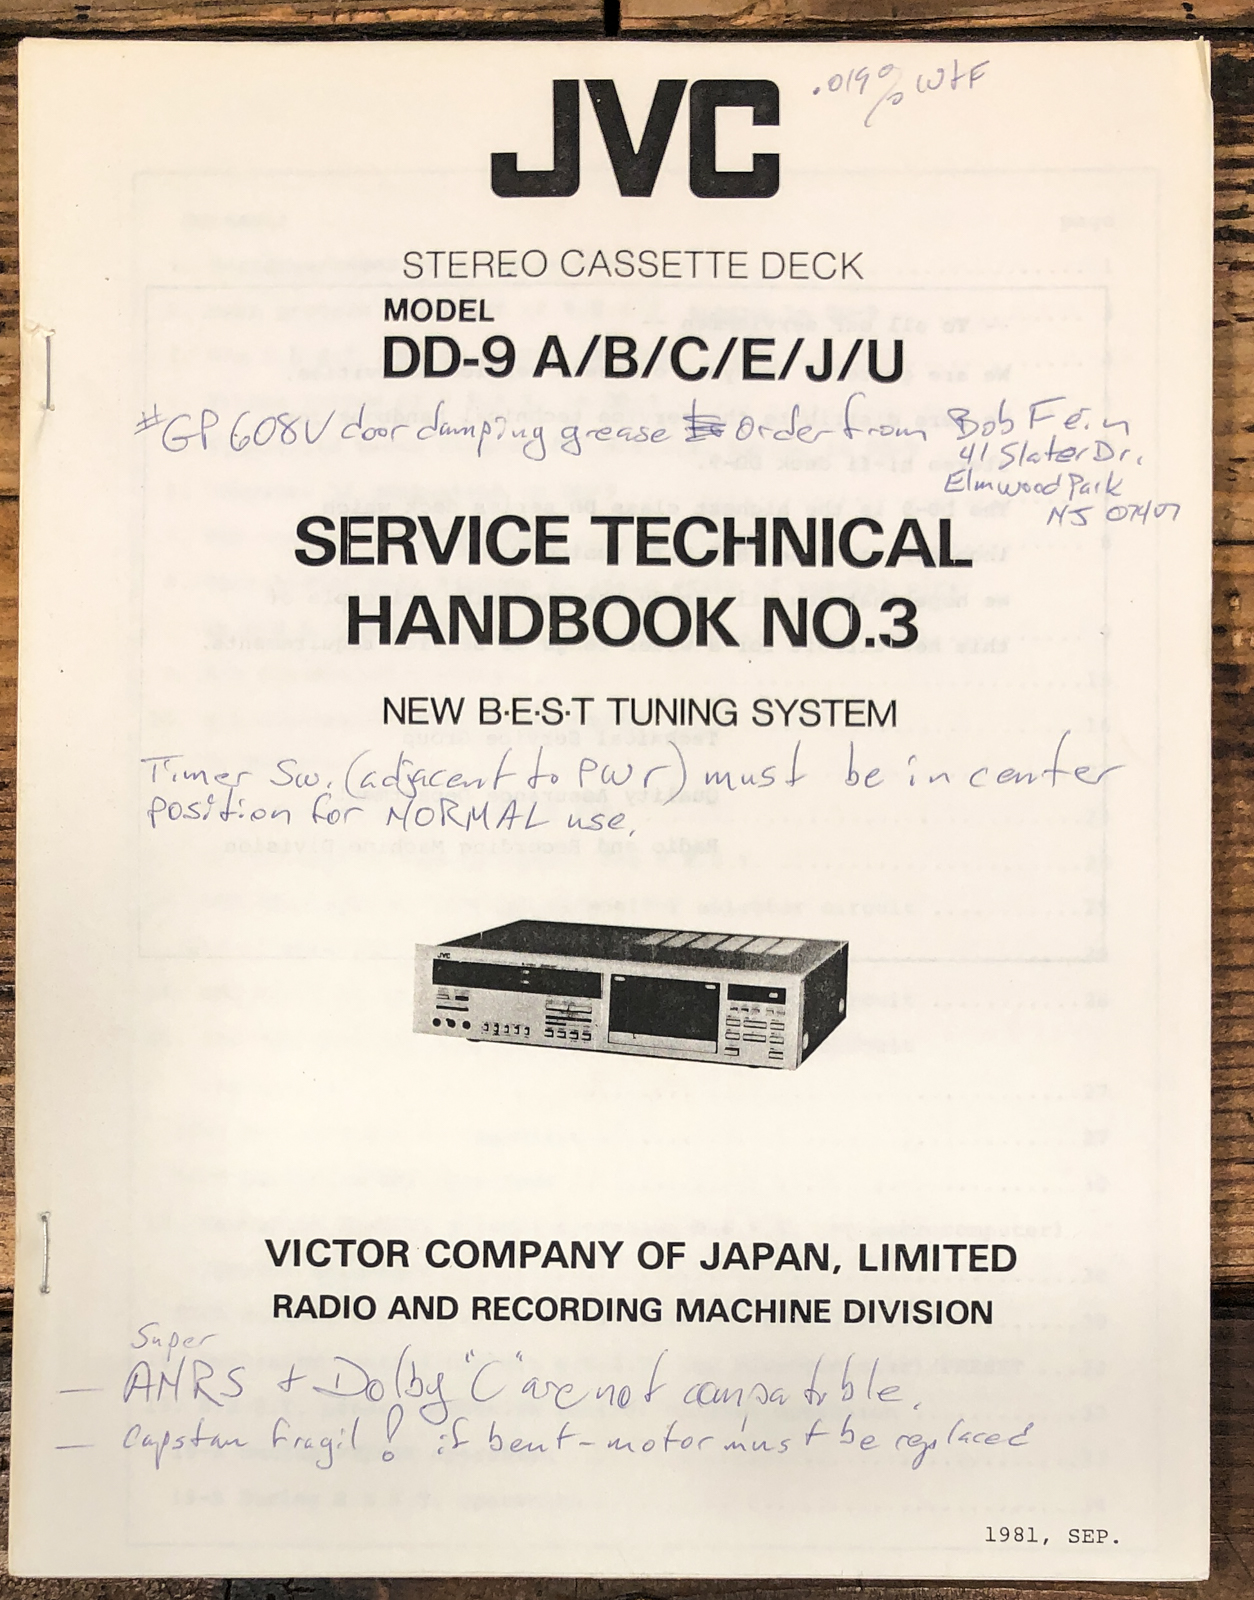 JVC
.019% W&F
STEREO CASSETTE DECK
MODEL
DD-9 A/B/C/E/J/U
#GP608V door damping grease Order from Bob Fein
41 Slater Dr.
Elmwood Park
NJ 07407
SERVICE TECHNICAL
HANDBOOK NO.3
NEW B·E·S·T TUNING SYSTEM
Timer Sw. (adjacent to PWr) must be in center
position for NORMAL use.
JVC
VICTOR COMPANY OF JAPAN, LIMITED
RADIO AND RECORDING MACHINE DIVISION
Super
— ANRS + Dolby "C" are not compatible.
— Capstan fragil! if bent - motor must be replaced
1981, SEP.